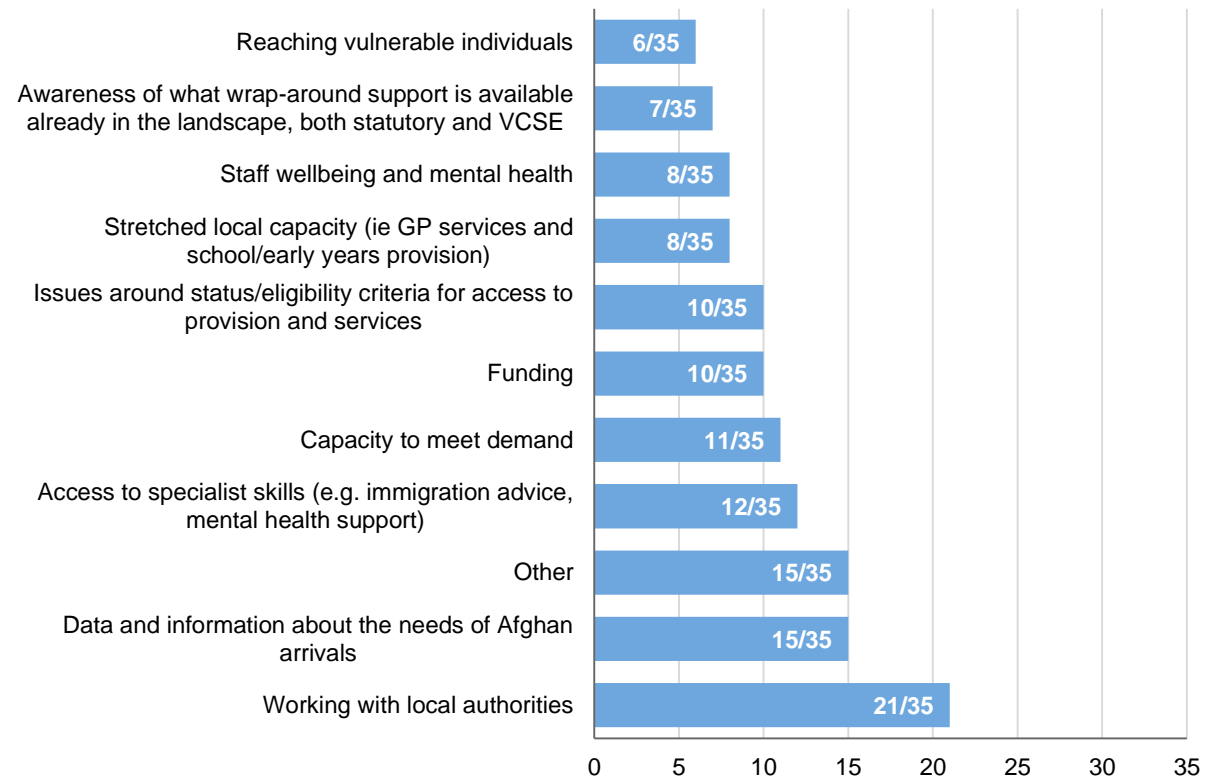 Reaching vulnerable individuals
6/35
Awareness of what wrap-around support is available
already in the landscape, both statutory and VCSE
7/35
Staff wellbeing and mental health
8/35
Stretched local capacity (ie GP services and
school/early years provision)
8/35
Issues around status/eligibility criteria for access to
provision and services
10/35
Funding
10/35
Capacity to meet demand
11/35
Access to specialist skills (e.g. immigration advice,
mental health support)
12/35
Other
15/35
Data and information about the needs of Afghan
arrivals
15/35
Working with local authorities
21/35
0 5 10 15 20 25 30 35